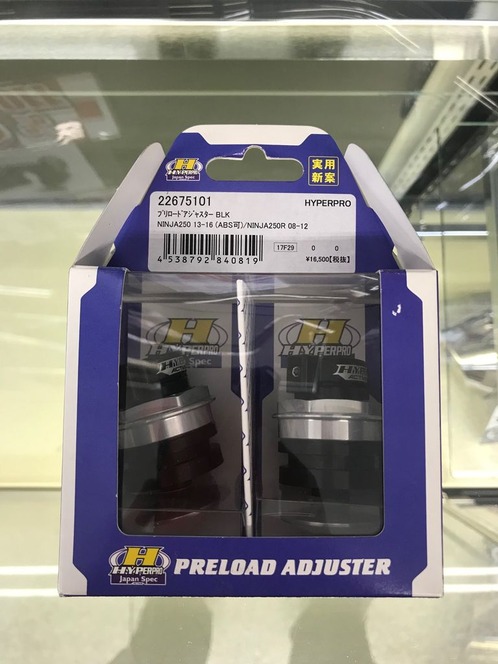 H
HYPERPRO
Japan Spec
実用
新案
22675101
HYPERPRO
プリロードアジャスター BLK
NINJA250 13-16 (ABS可)/NINJA250R 08-12
4 538792 840819
17F29 0 0
¥16,500【税抜】
H
HYPERPRO
H
HYPERPRO
H
HYPERPRO
Japan Spec
PRELOAD ADJUSTER